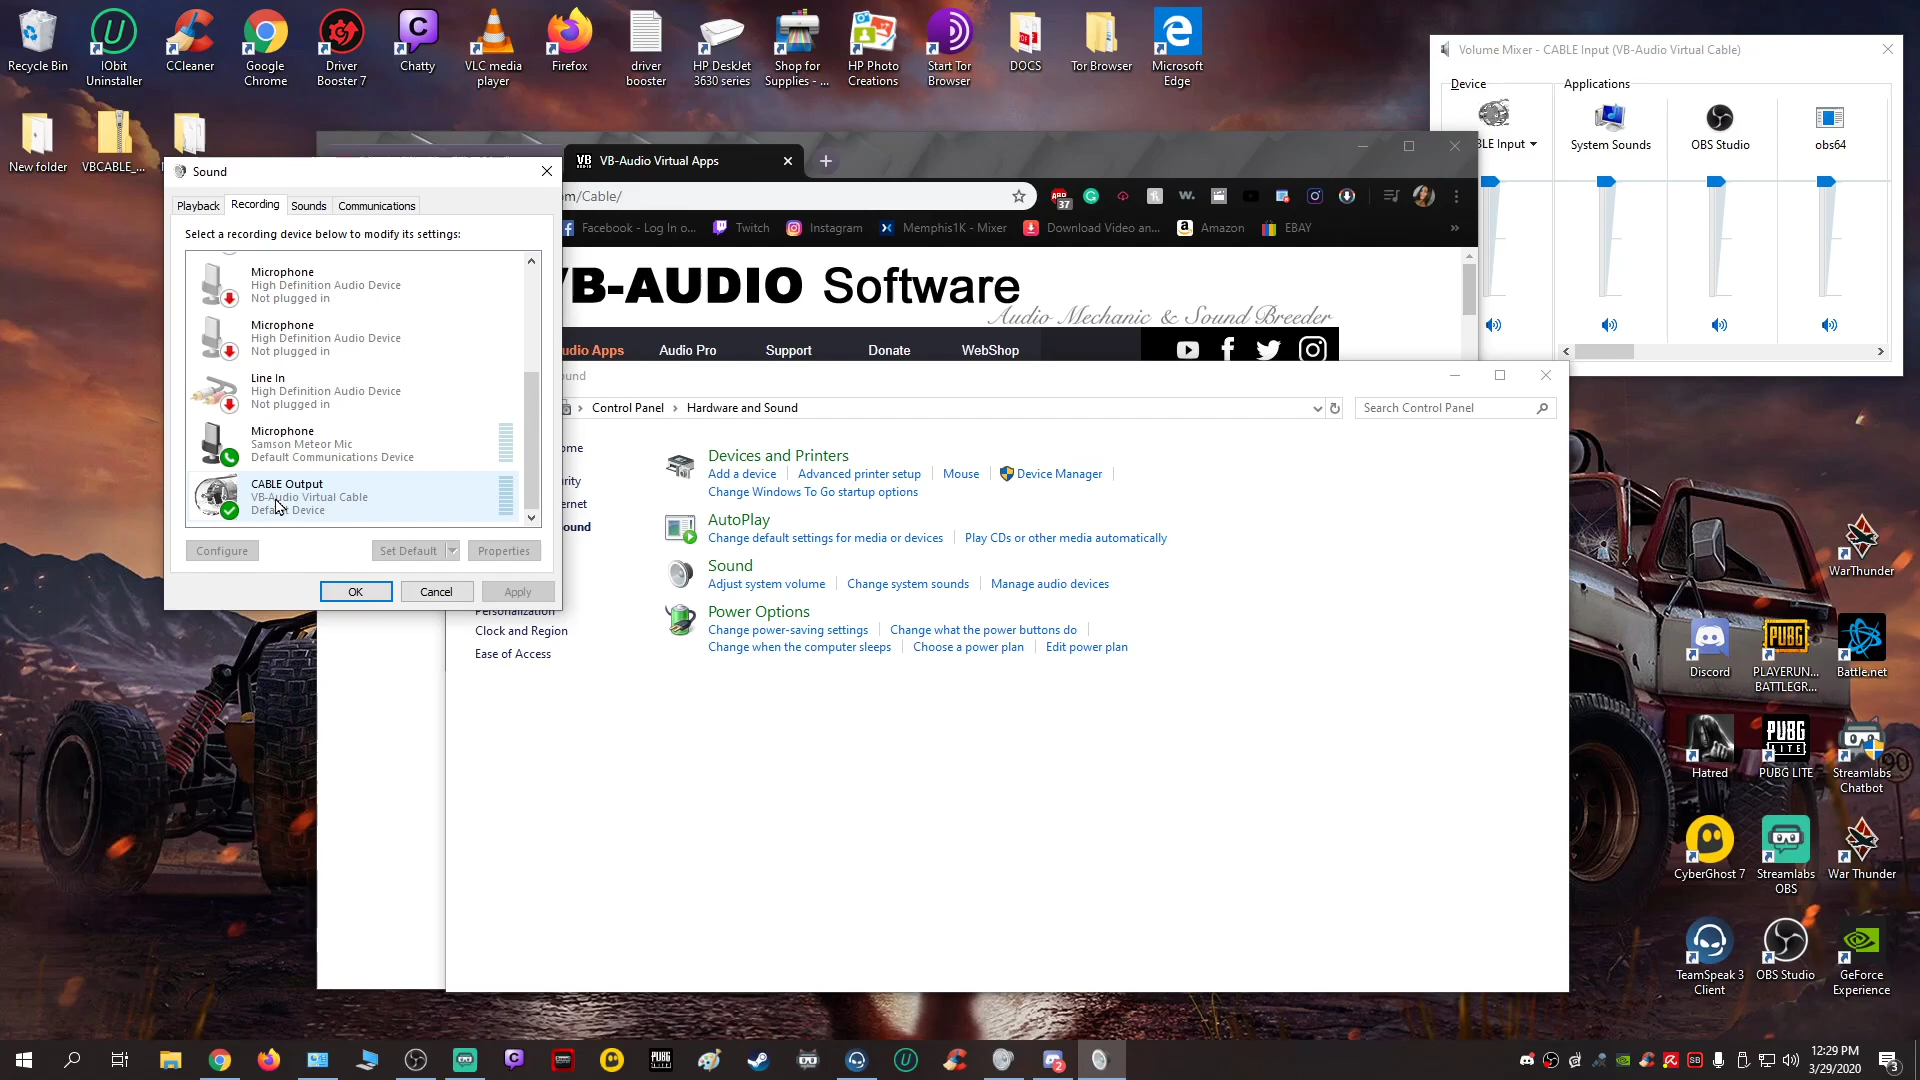 Recycle Bin
IObit
Uninstaller
CCleaner
Google
Chrome
Driver
Booster 7
Chatty
VLC media
player
Firefox
driver
booster
HP DeskJet
3630 series
Shop for
Supplies - ...
HP Photo
Creations
Start Tor
Browser
DOCS
Tor Browser
Microsoft
Edge
New folder
VBCABLE_...
Volume Mixer - CABLE Input (VB-Audio Virtual Cable)
Device
Applications
BLE Input
System Sounds
OBS Studio
obs64
VB-Audio Virtual Apps
om/Cable/
37
Facebook - Log In o...
Twitch
Instagram
Memphis1K - Mixer
Download Video an...
Amazon
EBAY
»
VB-AUDIO Software
Audio Mechanic & Sound Breeder
udio Apps
Audio Pro
Support
Donate
WebShop
Sound
Playback
Recording
Sounds
Communications
Select a recording device below to modify its settings:
Microphone
High Definition Audio Device
Not plugged in
Microphone
High Definition Audio Device
Not plugged in
Line In
High Definition Audio Device
Not plugged in
Microphone
Samson Meteor Mic
Default Communications Device
CABLE Output
VB-Audio Virtual Cable
Default Device
Configure
Set Default
Properties
OK
Cancel
Apply
ound
Control Panel > Hardware and Sound
Search Control Panel
ome
urity
ernet
ound
Personalization
Clock and Region
Ease of Access
Devices and Printers
Add a device
Advanced printer setup
Mouse
Device Manager
Change Windows To Go startup options
AutoPlay
Change default settings for media or devices
Play CDs or other media automatically
Sound
Adjust system volume
Change system sounds
Manage audio devices
Power Options
Change power-saving settings
Change what the power buttons do
Change when the computer sleeps
Choose a power plan
Edit power plan
WarThunder
Discord
PLAYERUN...
BATTLEGR...
Battle.net
Hatred
PUBG LITE
Streamlabs
Chatbot
CyberGhost 7
Streamlabs
OBS
War Thunder
TeamSpeak 3
Client
OBS Studio
GeForce
Experience
12:29 PM
3/29/2020